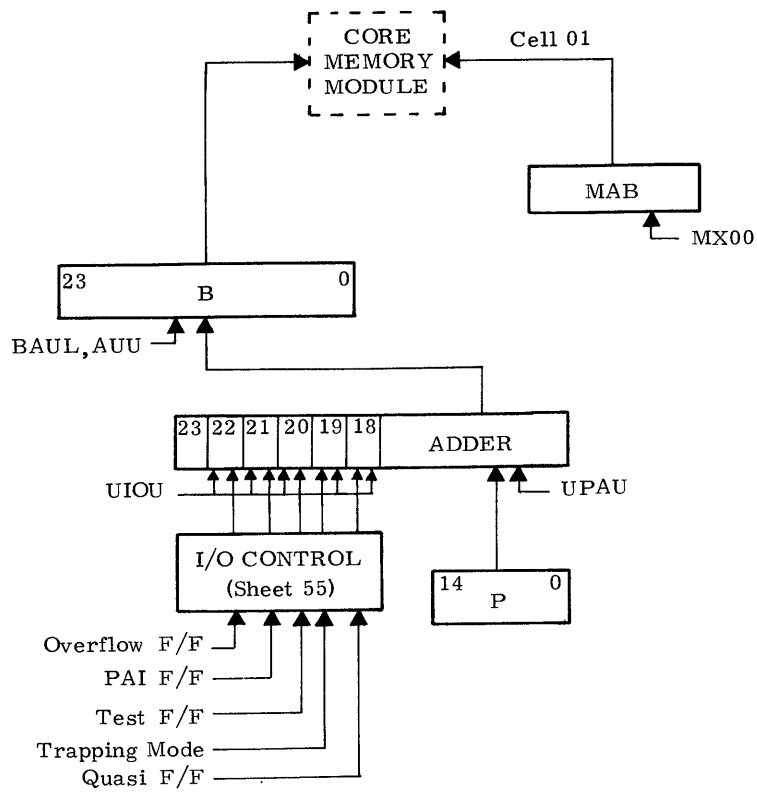 CORE
MEMORY
MODULE
Cell 01
MAB
MX00
23 0
B
BAUL,AUU
23 22 21 20 19 18
ADDER
UIOU
UPAU
I/O CONTROL
(Sheet 55)
14 0
P
Overflow F/F
PAI F/F
Test F/F
Trapping Mode
Quasi F/F